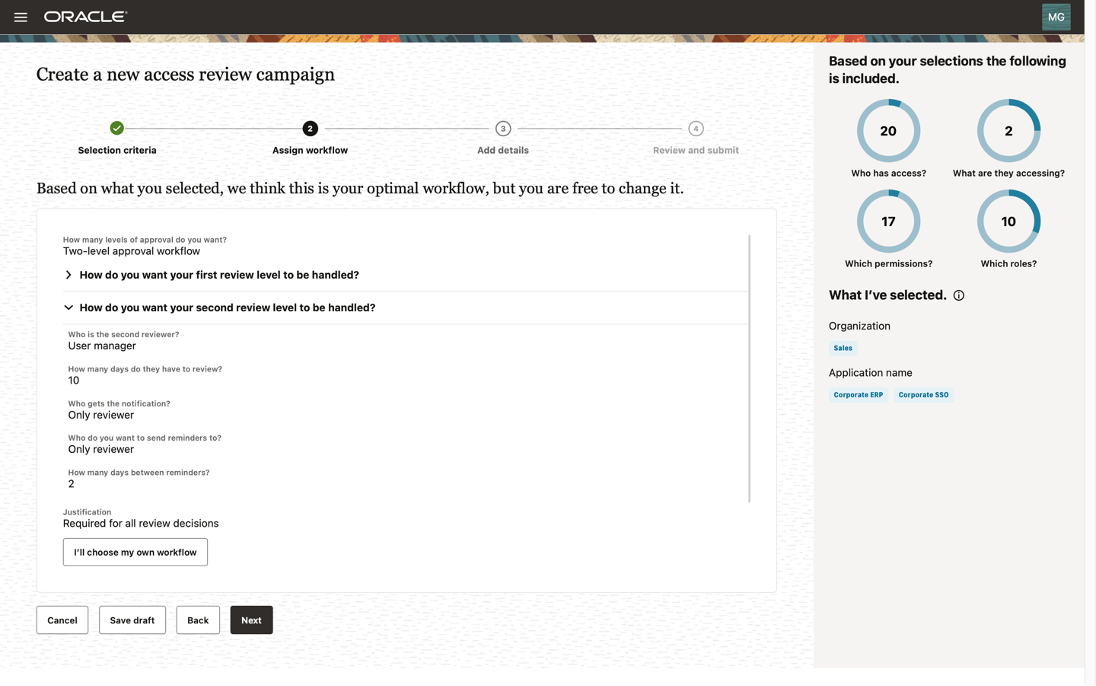 ORACLE
MG
Create a new access review campaign
2
3
4
Selection criteria
Assign workflow
Add details
Review and submit
Based on what you selected, we think this is your optimal workflow, but you are free to change it.
How many levels of approval do you want?
Two-level approval workflow
How do you want your first review level to be handled?
How do you want your second review level to be handled?
Who is the second reviewer?
User manager
How many days do they have to review?
10
Who gets the notification?
Only reviewer
Who do you want to send reminders to?
Only reviewer
How many days between reminders?
2
Justification
Required for all review decisions
I'll choose my own workflow
Cancel
Save draft
Back
Next
Based on your selections the following
is included.
20
2
Who has access?
What are they accessing?
17
10
Which permissions?
Which roles?
What I've selected.
Organization
Sales
Application name
Corporate ERP
Corporate SSO